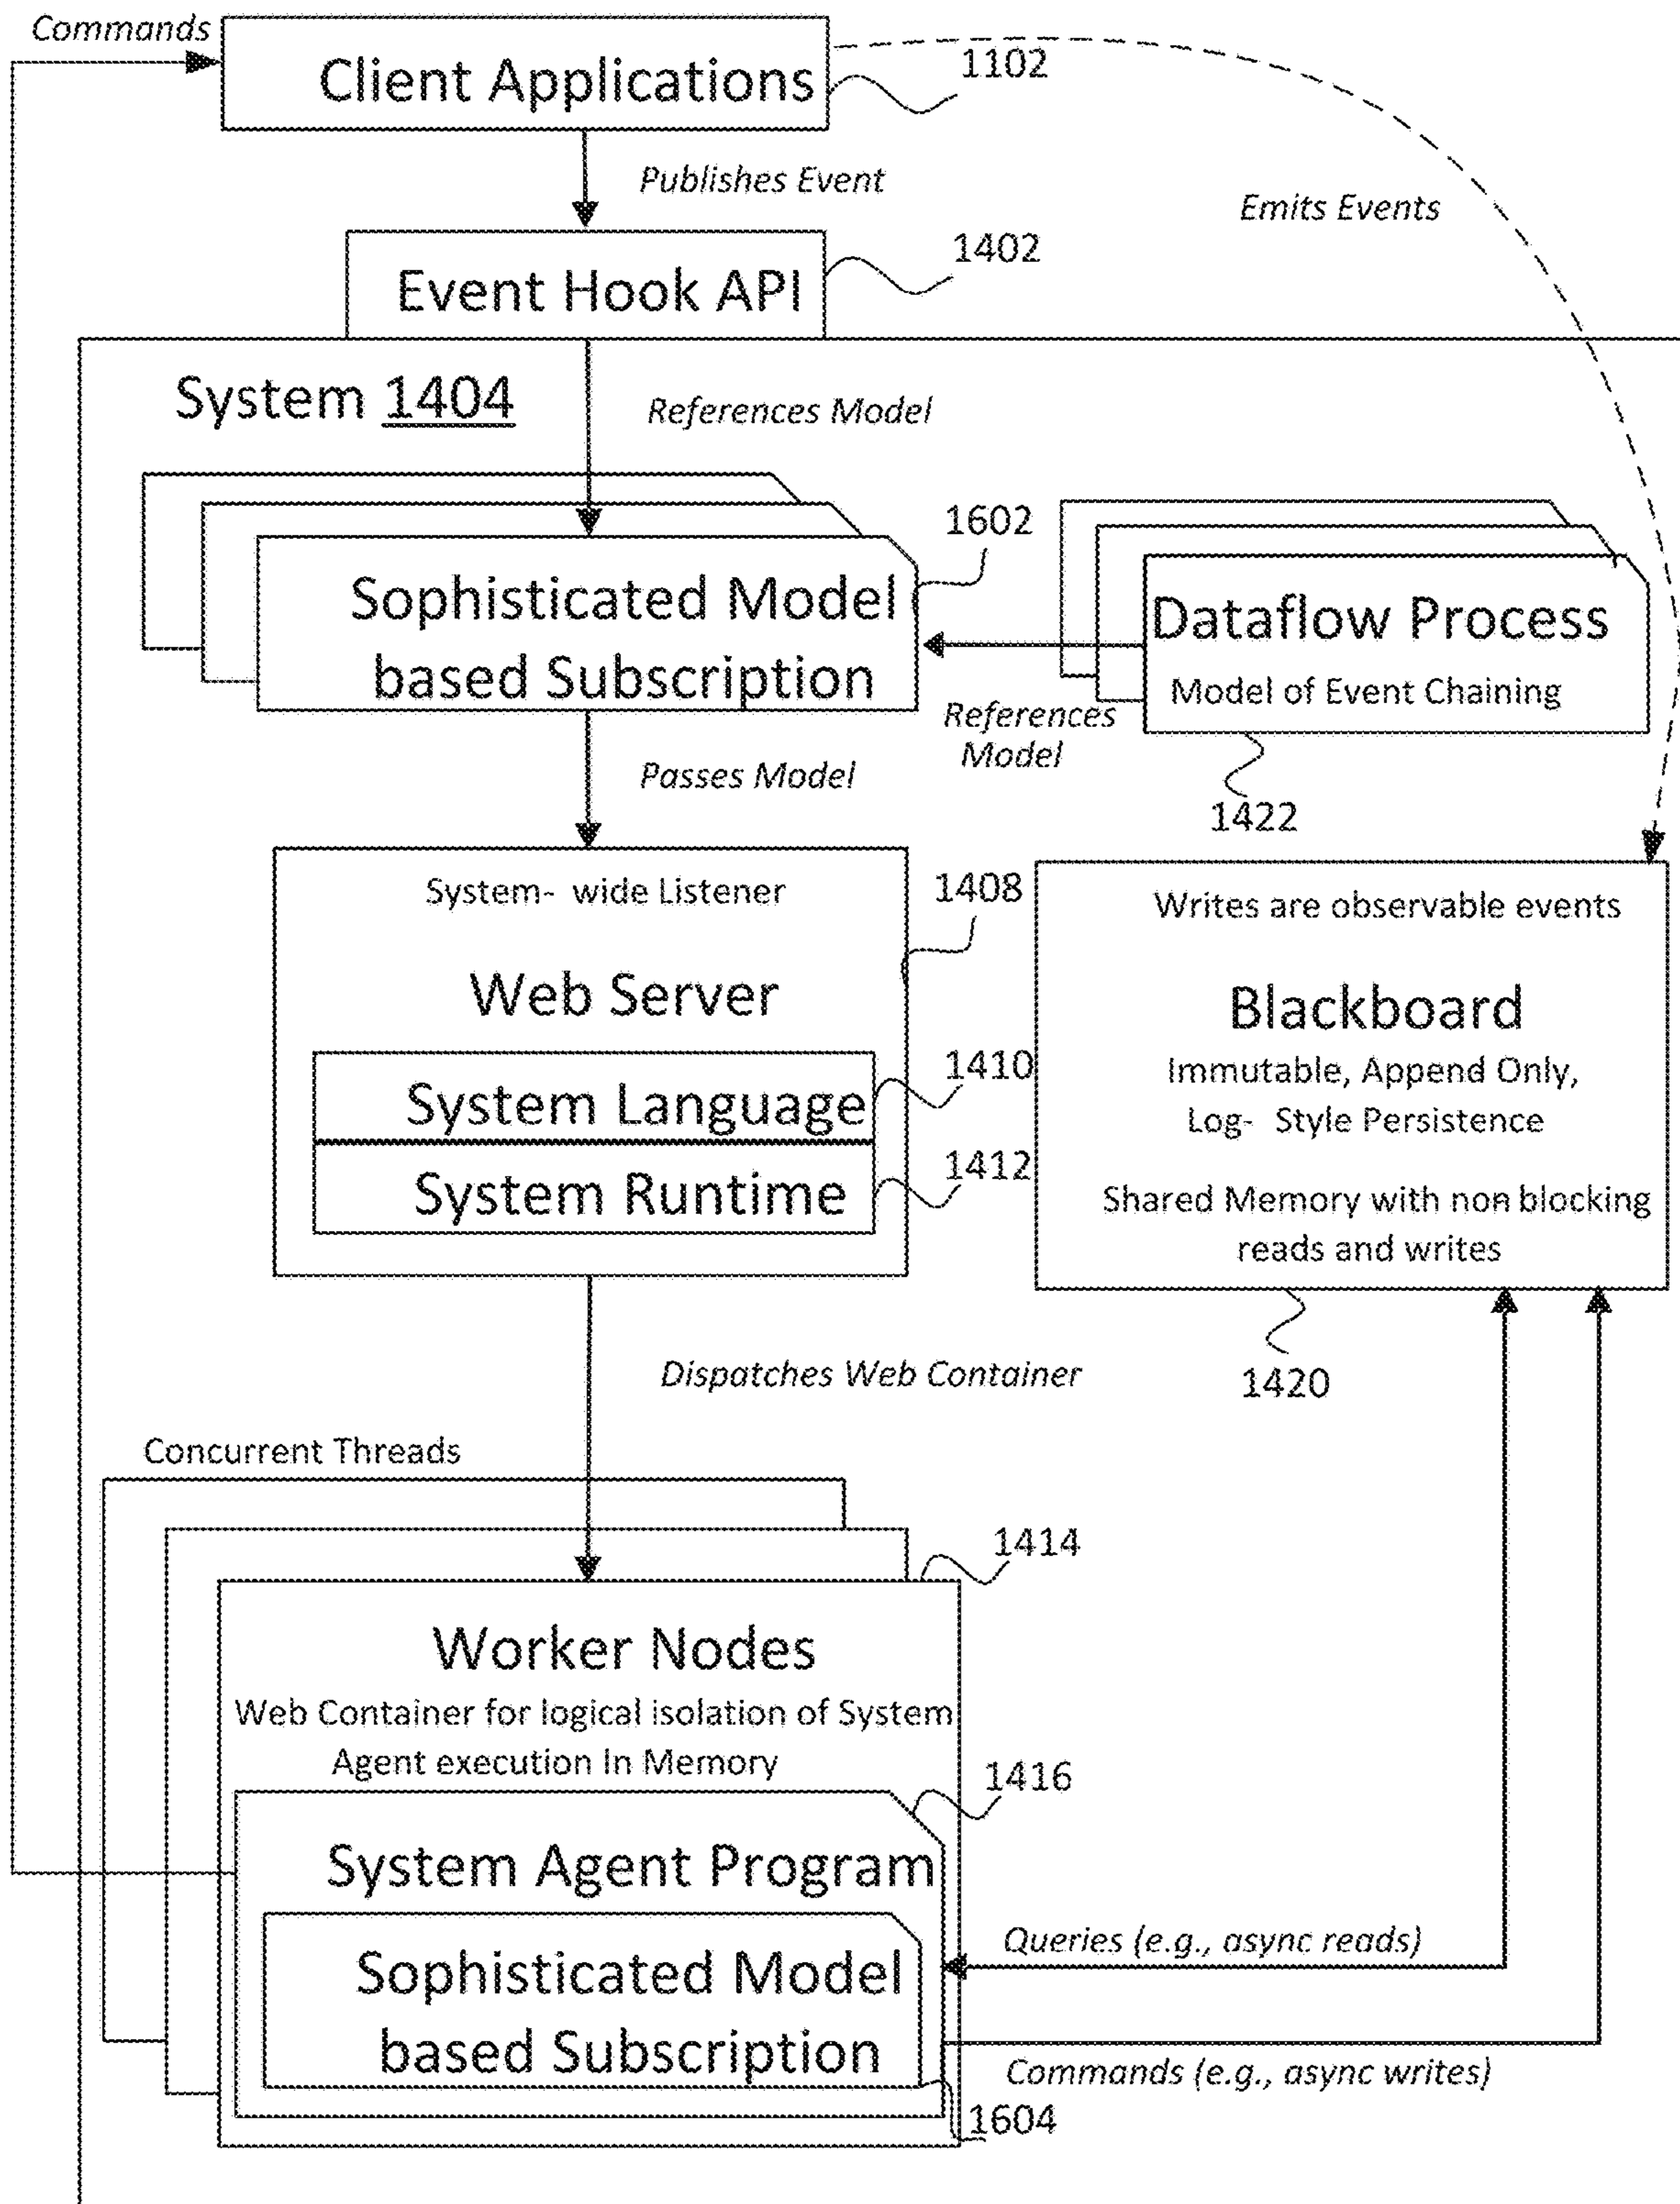 Commands
Client Applications
1102
Publishes Event
Emits Events
1402
Event Hook API
System 1404
References Model
1602
Sophisticated Model
based Subscription
Dataflow Process
Model of Event Chaining
References
Model
1422
Passes Model
System- wide Listener
1408
Web Server
System Language
1410
System Runtime
1412
Writes are observable events
Blackboard
Immutable, Append Only,
Log- Style Persistence
Shared Memory with non blocking
reads and writes
1420
Dispatches Web Container
Concurrent Threads
1414
Worker Nodes
Web Container for logical isolation of System
Agent execution In Memory
1416
System Agent Program
Sophisticated Model
based Subscription
1604
Queries (e.g., async reads)
Commands (e.g., async writes)